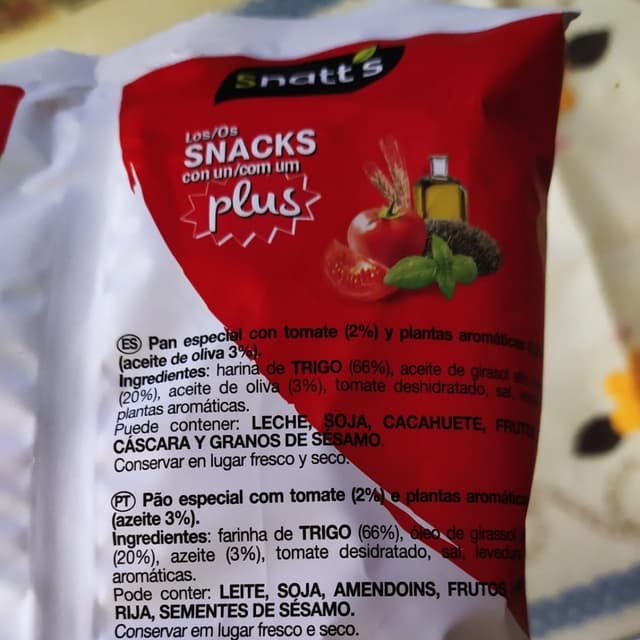 Snatt's
Los/Os
SNACKS
con un/com um
plus
ES Pan especial con tomate (2%) y plantas aromáticas
(aceite de oliva 3%).
Ingredientes: harina de TRIGO (66%), aceite de girasol
(20%), aceite de oliva (3%), tomate deshidratado, sal,
plantas aromáticas.
Puede contener: LECHE, SOJA, CACAHUETE,
CÁSCARA Y GRANOS DE SÉSAMO.
Conservar en lugar fresco y seco.
PT Pão especial com tomate (2%) e plantas aromáticas
(azeite 3%).
Ingredientes: farinha de TRIGO (66%), óleo de girassol
(20%), azeite (3%), tomate desidratado, sal, levedura
aromáticas.
Pode conter: LEITE, SOJA, AMENDOINS, FRUTOS
RIJA, SEMENTES DE SÉSAMO.
Conservar em lugar fresco e seco.